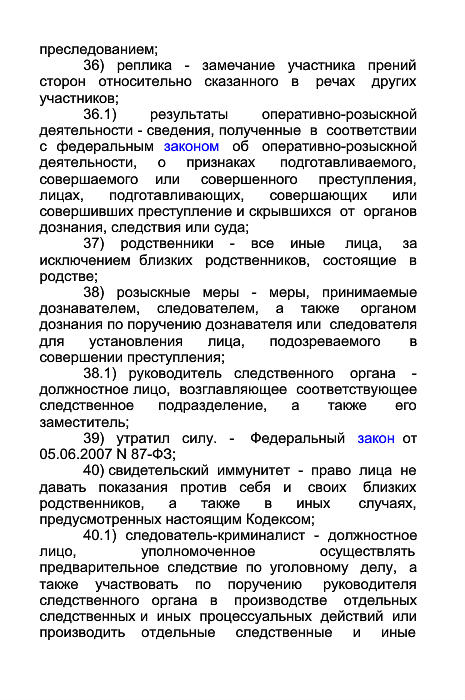 преследованием;
36) реплика - замечание участника прений
сторон относительно сказанного в речах других
участников;
36.1) результаты оперативно-розыскной
деятельности - сведения, полученные в соответствии
с федеральным законом об оперативно-розыскной
деятельности, о признаках подготавливаемого,
совершаемого или совершенного преступления,
лицах, подготавливающих, совершающих или
совершивших преступление и скрывшихся от органов
дознания, следствия или суда;
37) родственники - все иные лица, за
исключением близких родственников, состоящие в
родстве;
38) розыскные меры - меры, принимаемые
дознавателем, следователем, а также органом
дознания по поручению дознавателя или следователя
для установления лица, подозреваемого в
совершении преступления;
38.1) руководитель следственного органа -
должностное лицо, возглавляющее соответствующее
следственное подразделение, а также его
заместитель;
39) утратил силу. - Федеральный закон от
05.06.2007 N 87-ФЗ;
40) свидетельский иммунитет - право лица не
давать показания против себя и своих близких
родственников, а также в иных случаях,
предусмотренных настоящим Кодексом;
40.1) следователь-криминалист - должностное
лицо, уполномоченное осуществлять
предварительное следствие по уголовному делу, а
также участвовать по поручению руководителя
следственного органа в производстве отдельных
следственных и иных процессуальных действий или
производить отдельные следственные и иные